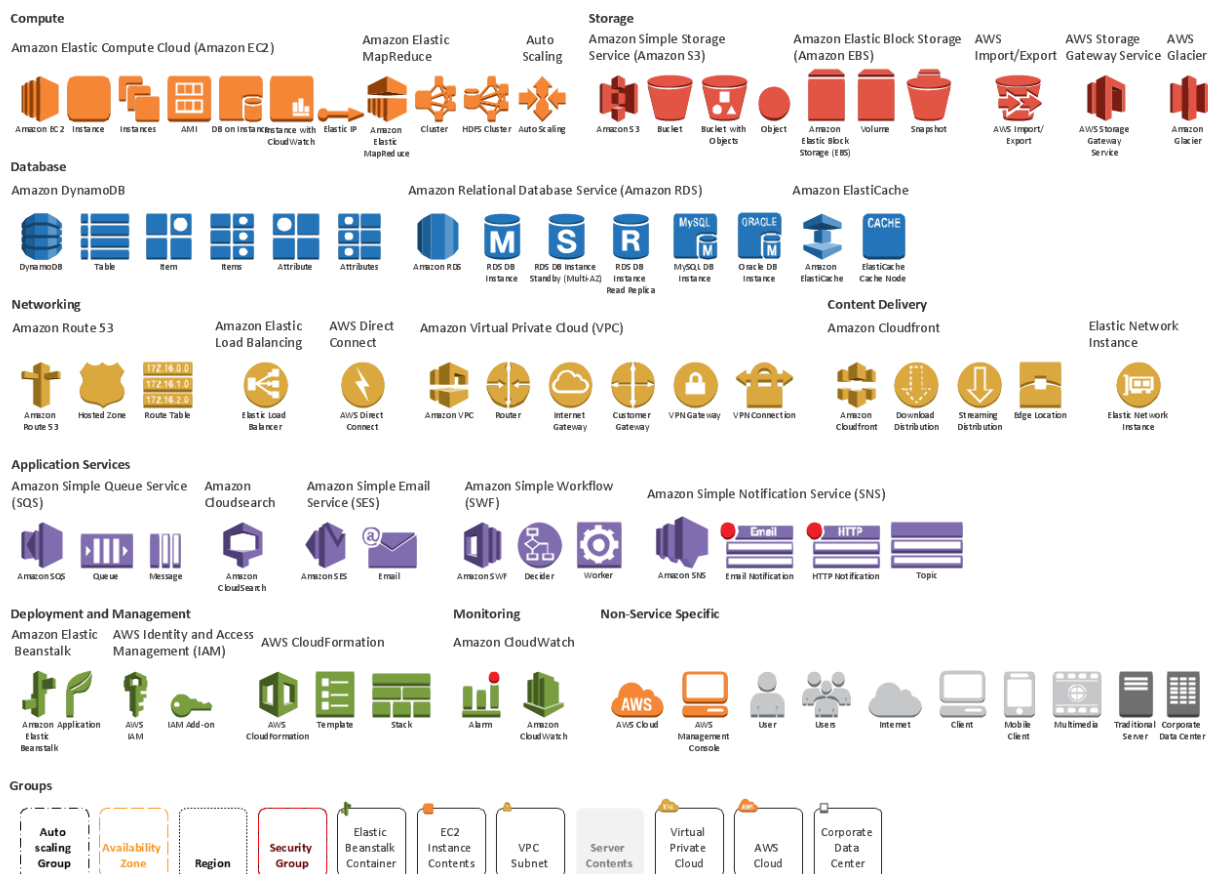 Compute
Amazon Elastic Compute Cloud (Amazon EC2)
Amazon Elastic
MapReduce
Auto
Scaling
Amazon EC2
Instance
Instances
AMI
DB on Instance
Instance with
CloudWatch
Elastic IP
Amazon
Elastic
MapReduce
Cluster
HDFS Cluster
Auto Scaling
Storage
Amazon Simple Storage
Service (Amazon S3)
Amazon Elastic Block Storage
(Amazon EBS)
AWS
Import/Export
AWS Storage
Gateway Service
AWS
Glacier
Amazon S3
Bucket
Bucket with
Objects
Object
Amazon
Elastic Block
Storage (EBS)
Volume
Snapshot
AWS Import/
Export
AWS Storage
Gateway
Service
Amazon
Glacier
Database
Amazon DynamoDB
DynamoDB
Table
Item
Items
Attribute
Attributes
Amazon Relational Database Service (Amazon RDS)
M
S
R
MySQL
M
ORACLE
M
Amazon RDS
RDS DB
Instance
RDS DB Instance
Standby (Multi-AZ)
RDS DB
Instance
Read Replica
MySQL DB
Instance
Oracle DB
Instance
Amazon ElastiCache
CACHE
Amazon
ElastiCache
ElastiCache
Cache Node
Networking
Amazon Route 53
172.16.0.0
172.16.1.0
172.16.2.0
Amazon
Route 53
Hosted Zone
Route Table
Amazon Elastic
Load Balancing
Elastic Load
Balancer
AWS Direct
Connect
AWS Direct
Connect
Amazon Virtual Private Cloud (VPC)
Amazon VPC
Router
Internet
Gateway
Customer
Gateway
VPN Gateway
VPN Connection
Content Delivery
Amazon Cloudfront
Amazon
Cloudfront
Download
Distribution
Streaming
Distribution
Edge Location
Elastic Network
Instance
Elastic Network
Instance
Application Services
Amazon Simple Queue Service
(SQS)
Amazon SQS
Queue
Message
Amazon
Cloudsearch
Amazon
CloudSearch
Amazon Simple Email
Service (SES)
@
Amazon SES
Email
Amazon Simple Workflow
(SWF)
Amazon SWF
Decider
Worker
Amazon Simple Notification Service (SNS)
Email
HTTP
Amazon SNS
Email Notification
HTTP Notification
Topic
Deployment and Management
Amazon Elastic
Beanstalk
Amazon
Elastic
Beanstalk
Application
AWS Identity and Access
Management (IAM)
AWS
IAM
IAM Add-on
AWS CloudFormation
AWS
CloudFormation
Template
Stack
Monitoring
Amazon CloudWatch
Alarm
Amazon
CloudWatch
Non-Service Specific
AWS
AWS Cloud
AWS
Management
Console
User
Users
Internet
Client
Mobile
Client
Multimedia
Traditional
Server
Corporate
Data Center
Groups
Auto
scaling
Group
Availability
Zone
Region
Security
Group
Elastic
Beanstalk
Container
EC2
Instance
Contents
VPC
Subnet
Server
Contents
Virtual
Private
Cloud
AWS
Cloud
Corporate
Data
Center